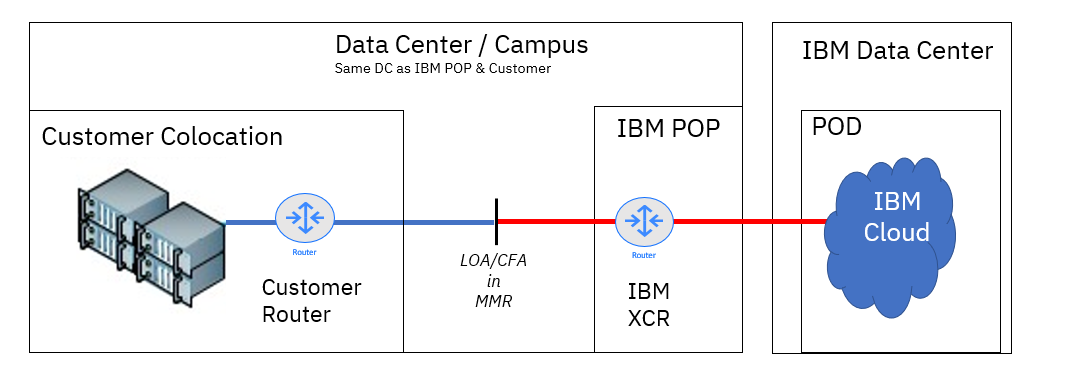 Data Center / Campus
Same DC as IBM POP & Customer
IBM Data Center
Customer Colocation
IBM POP
POD
IBM
Cloud
Router
Router
LOA/CFA
in
MMR
Customer
Router
IBM
XCR